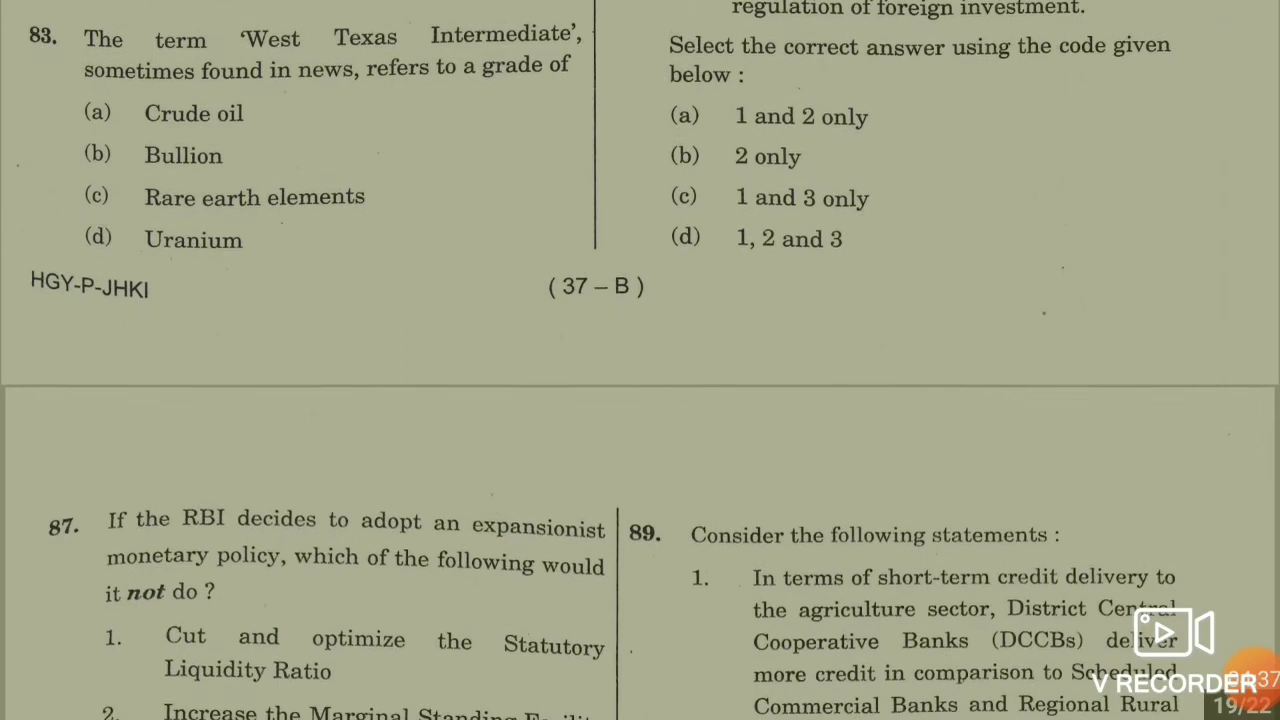 83. The term 'West Texas Intermediate',
sometimes found in news, refers to a grade of
(a) Crude oil
(b) Bullion
(c) Rare earth elements
(d) Uranium
regulation of foreign investment.
Select the correct answer using the code given
below :
(a) 1 and 2 only
(b) 2 only
(c) 1 and 3 only
(d) 1, 2 and 3
HGY-P-JHKI
( 37 – B )
87. If the RBI decides to adopt an expansionist
monetary policy, which of the following would
it not do ?
1. Cut and optimize the Statutory
Liquidity Ratio
2. Increase the Marginal Standing
89. Consider the following statements :
1. In terms of short-term credit delivery to
the agriculture sector, District Central
Cooperative Banks (DCCBs) deliver
more credit in comparison to Scheduled
Commercial Banks and Regional Rural
V RECORDER
19/22